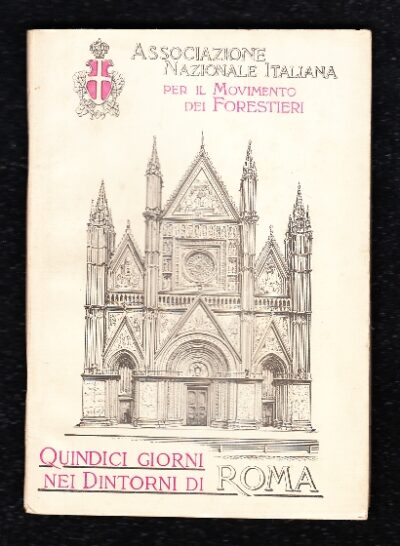 ASSOCIAZIONE
NAZIONALE ITALIANA
PER IL MOVIMENTO
DEI FORESTIERI
QUINDICI GIORNI
NEI DINTORNI DI ROMA